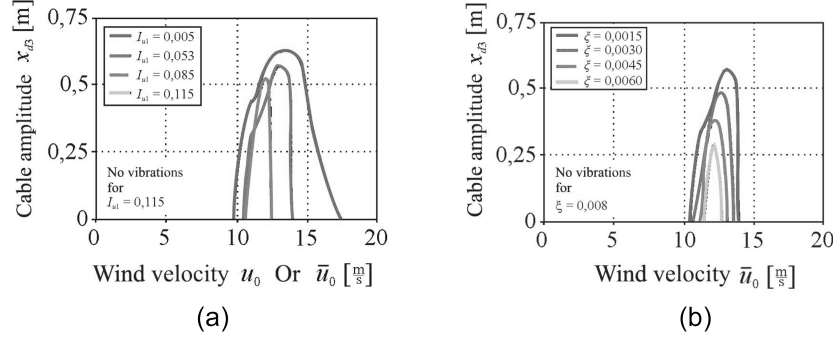 (a)
Cable amplitude x_d3 [m]
0,75
0,5
0,25
0
I_u1 = 0,005
I_u1 = 0,053
I_u1 = 0,085
I_u1 = 0,115
No vibrations
for
I_u1 = 0,115
0 5 10 15 20
Wind velocity u_0 Or ū_0 [m/s]
(a)
(b)
Cable amplitude x_d3 [m]
0,75
0,5
0,25
0
ξ = 0,0015
ξ = 0,0030
ξ = 0,0045
ξ = 0,0060
No vibrations
for
ξ = 0,008
0 5 10 15 20
Wind velocity ū_0 [m/s]
(b)